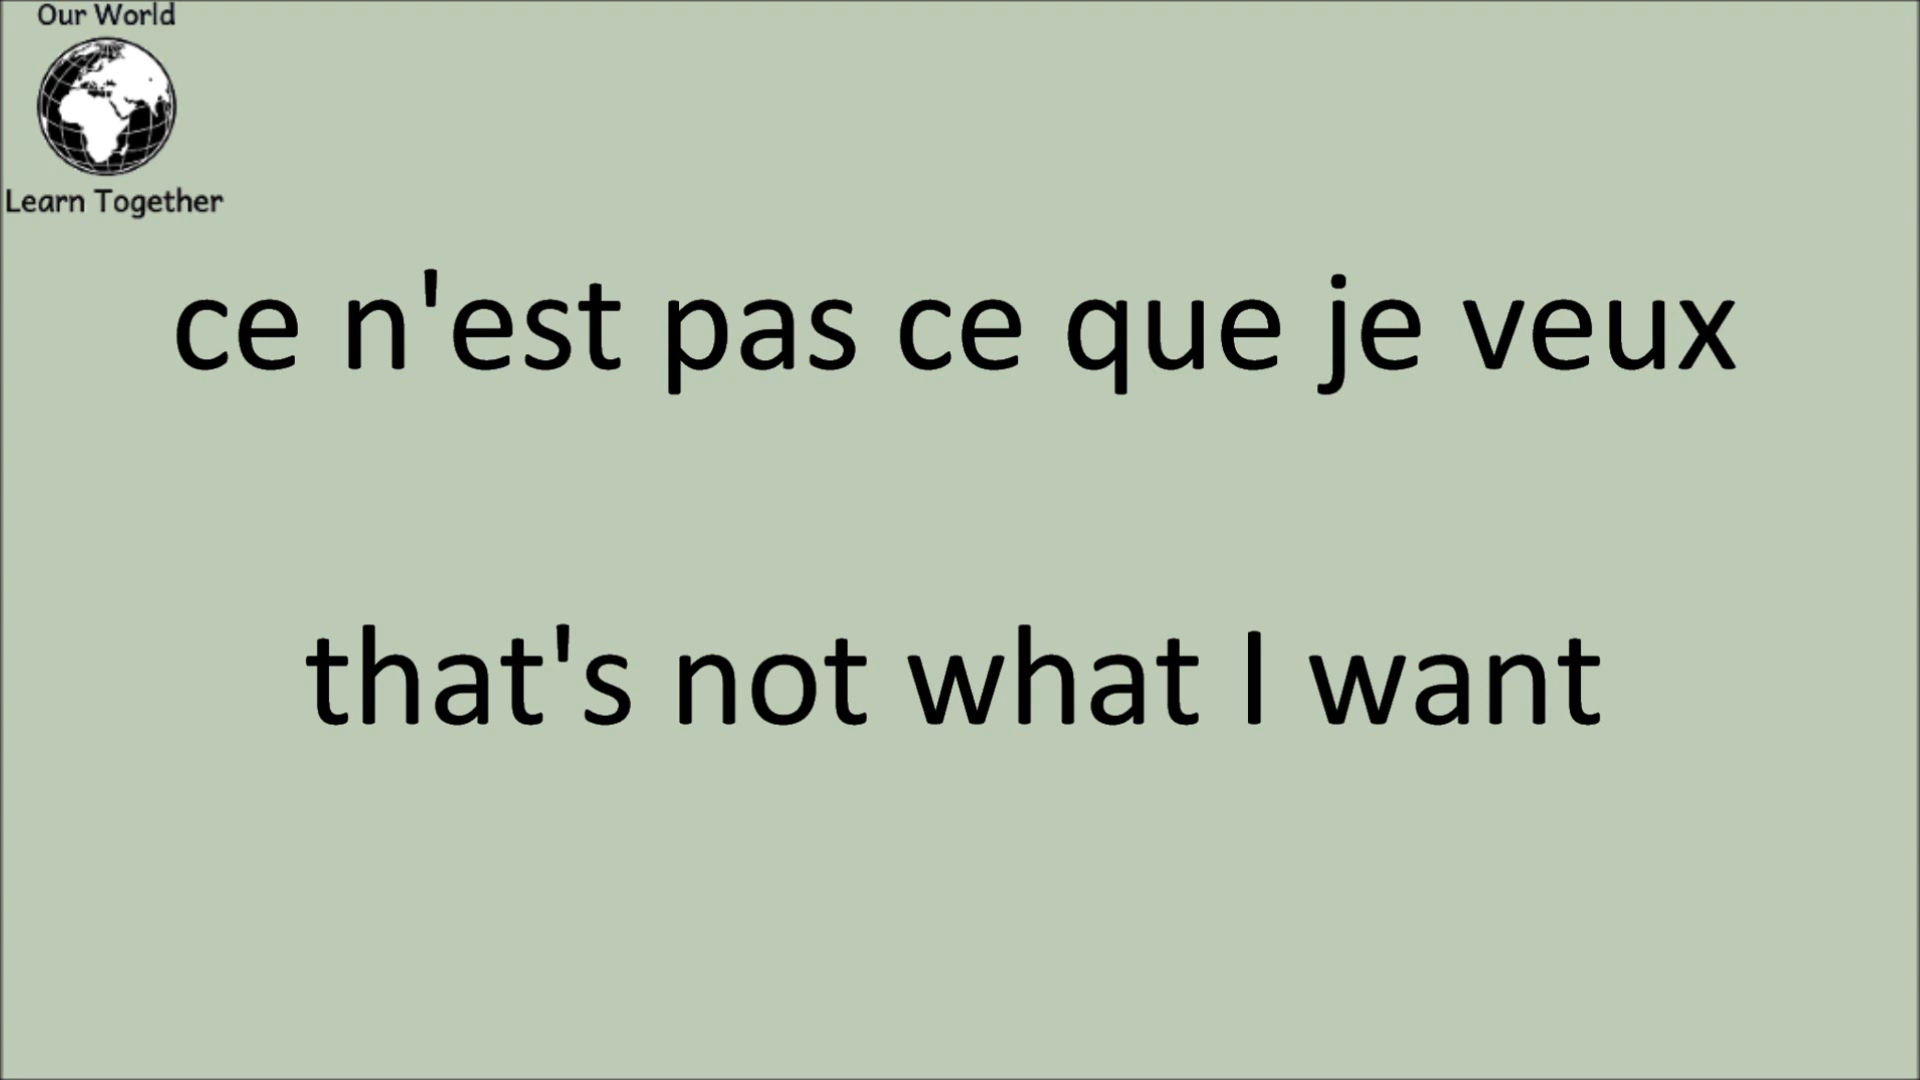 Our World
Learn Together
ce n'est pas ce que je veux
that's not what I want